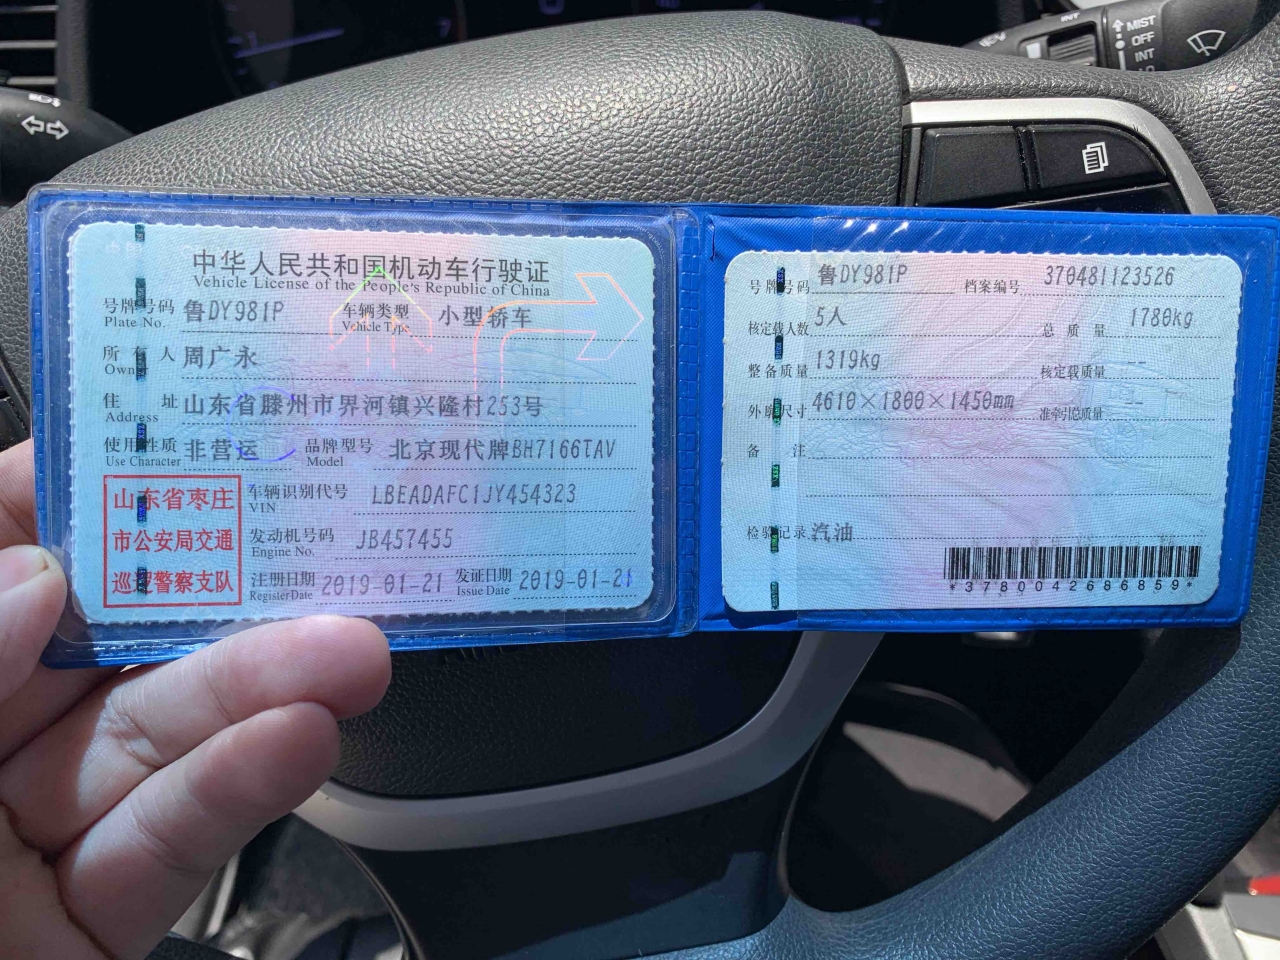 MIST
OFF
INT
中华人民共和国机动车行驶证
Vehicle License of the People's Republic of China
号牌号码 鲁DY981P 车辆类型 小型轿车
Plate No. Vehicle Type
所有人 周广永
Owner
住址 山东省滕州市界河镇兴隆村253号
Address
使用性质 非营运 品牌型号 北京现代牌BH7166TAV
Use Character Model
山东省枣庄
市公安局交通
巡逻警察支队
车辆识别代号 LBEADAFC1JY454323
VIN
发动机号码 JB457455
Engine No.
注册日期 2019-01-21 发证日期 2019-01-21
Register Date Issue Date
号牌号码 鲁DY981P 档案编号 370481123526
核定载人数 5人 总质量 1780kg
整备质量 1319kg 核定载质量 --
外廓尺寸 4610×1800×1450mm 准牵引总质量 --
备注
检验记录 汽油
*3780042686859*